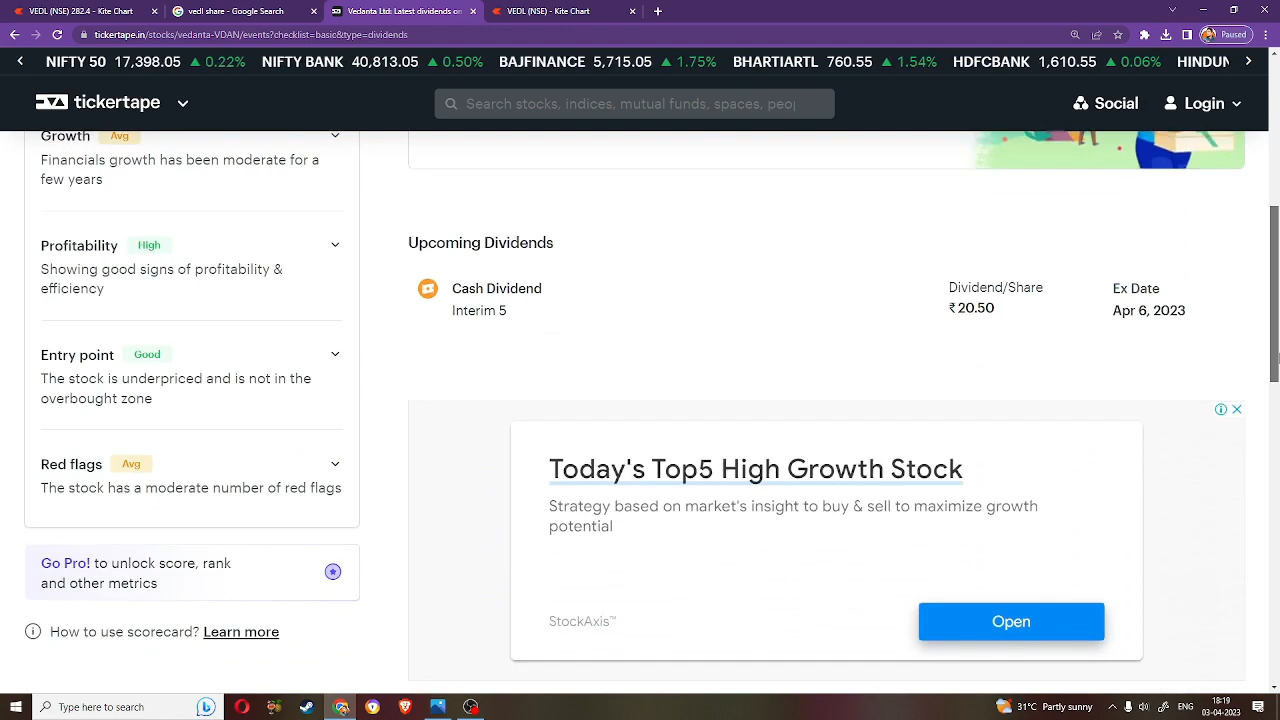 VEDL (NSE) 2024 – Kite Chart
Google Search
Vedanta Ltd: Latest dividends on
VEDL (NSE) - Kite Chart
tickertape.in/stocks/vedanta-VDAN/events?checklist=basic&type=dividends
Paused
NIFTY 50 17,398.05 ▲ 0.22% NIFTY BANK 40,813.05 ▲ 0.50% BAJFINANCE 5,715.05 ▲ 1.75% BHARTIARTL 760.55 ▲ 1.54% HDFCBANK 1,610.55 ▲ 0.06% HINDUN
tickertape
Search stocks, indices, mutual funds, spaces, peop
Social
Login
Growth Avg
Financials growth has been moderate for a
few years
Profitability High
Showing good signs of profitability &
efficiency
Entry point Good
The stock is underpriced and is not in the
overbought zone
Red flags Avg
The stock has a moderate number of red flags
Go Pro! to unlock score, rank
and other metrics
How to use scorecard? Learn more
Upcoming Dividends
Cash Dividend
Interim 5
Dividend/Share
₹ 20.50
Ex Date
Apr 6, 2023
Today's Top5 High Growth Stock
Strategy based on market's insight to buy & sell to maximize growth
potential
StockAxis™
Open
Type here to search
31°C Partly sunny
ENG
18:19
03-04-2023